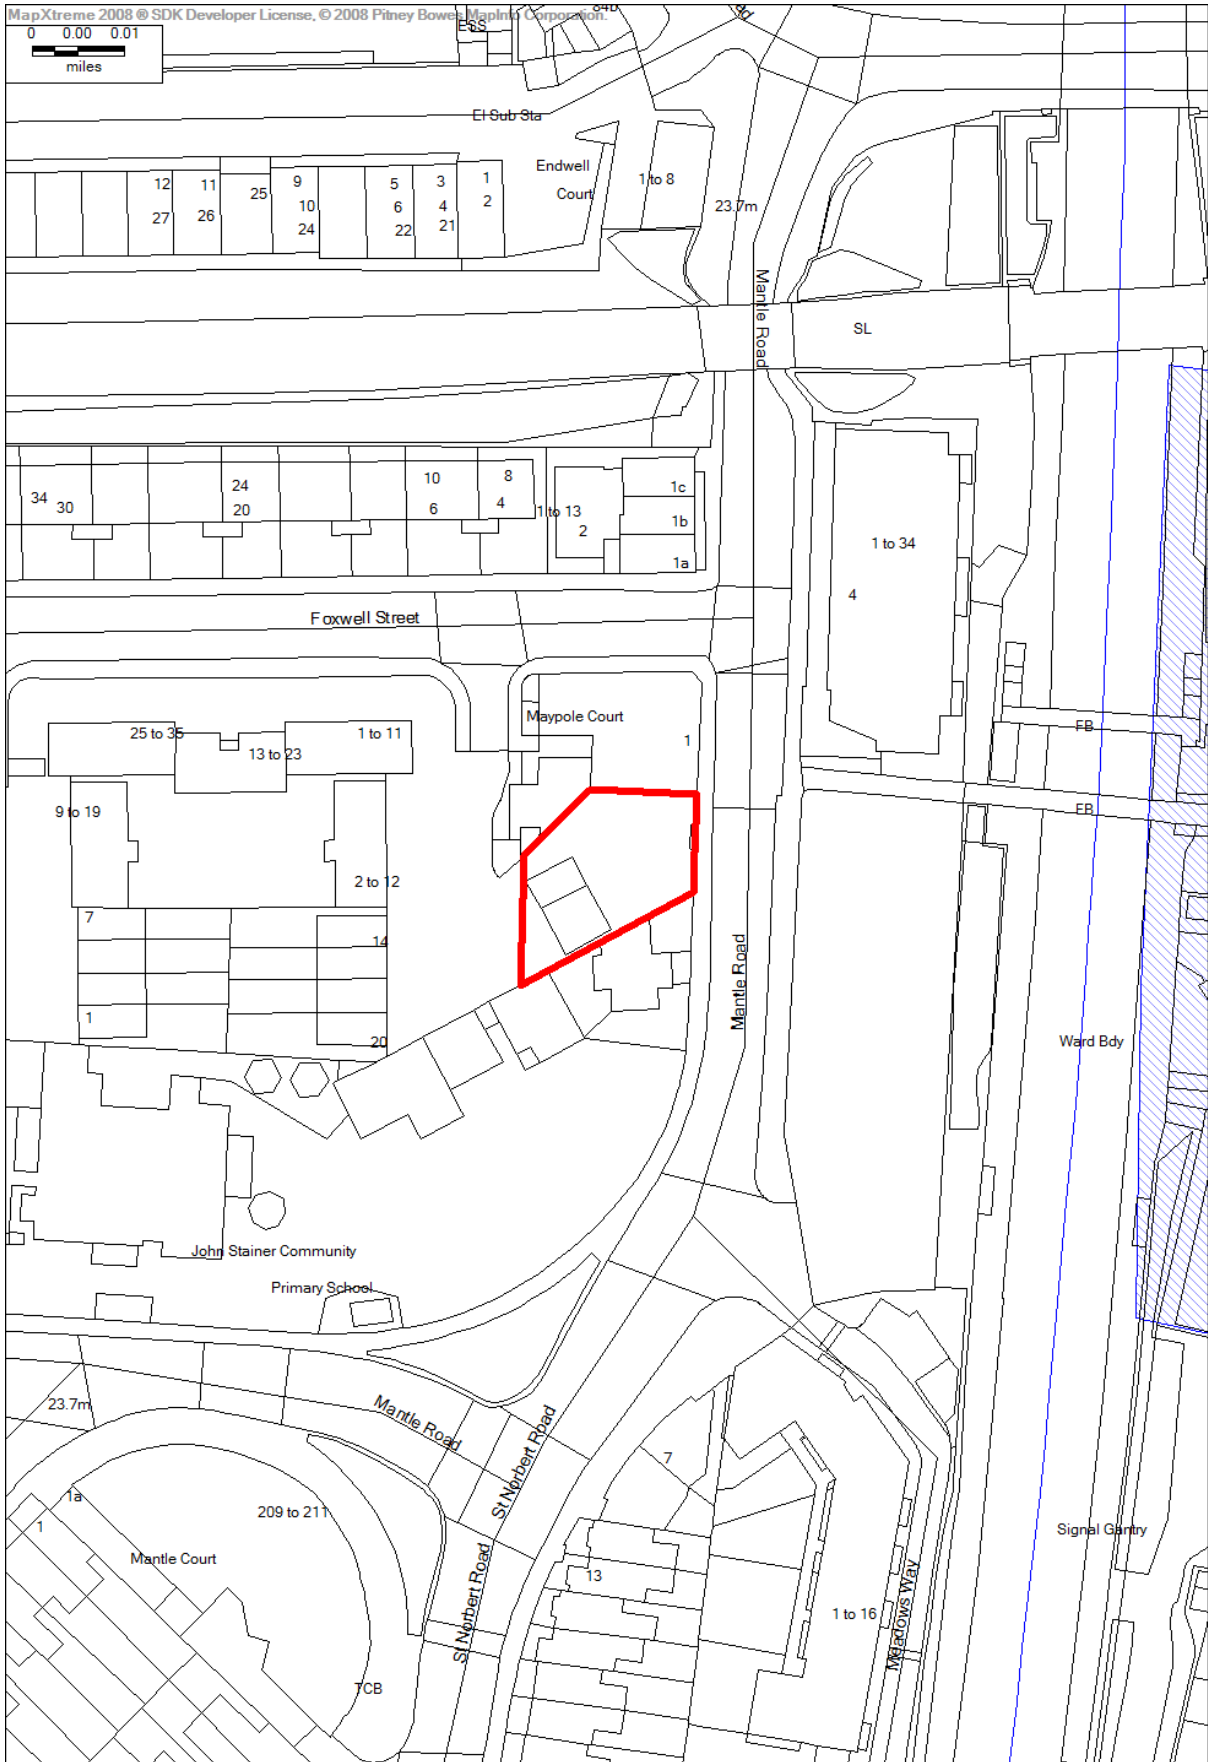 MapXtreme 2008 ® SDK Developer License, © 2008 Pitney Bowes MapInfo Corporation.
84b
ESS
0 0.00 0.01
miles
El Sub Sta
Endwell
Court
1 to 8
23.7m
12
27
11
26
25
9
10
24
5
6
22
3
4
21
1
2
Mantle Road
SL
34
30
24
20
10
6
8
4
1 to 13
2
1c
1b
1a
1 to 34
4
Foxwell Street
Maypole Court
1
25 to 35
13 to 23
1 to 11
FB
FB
9 to 19
2 to 12
7
14
1
20
Mantle Road
Ward Bdy
John Stainer Community
Primary School
23.7m
Mantle Road
St Norbert Road
7
1a
1
209 to 211
Mantle Court
St Norbert Road
13
Signal Gantry
1 to 16
Meadows Way
TCB